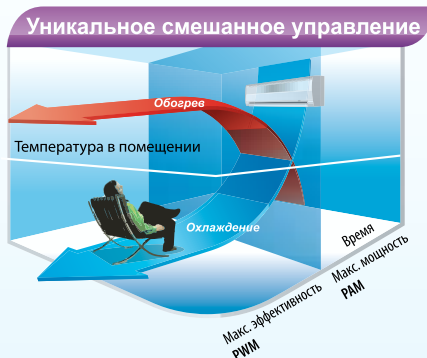 Уникальное смешанное управление
Обогрев
Температура в помещении
Охлаждение
Время
Макс. мощность
PAM
Макс. эффективность
PWM